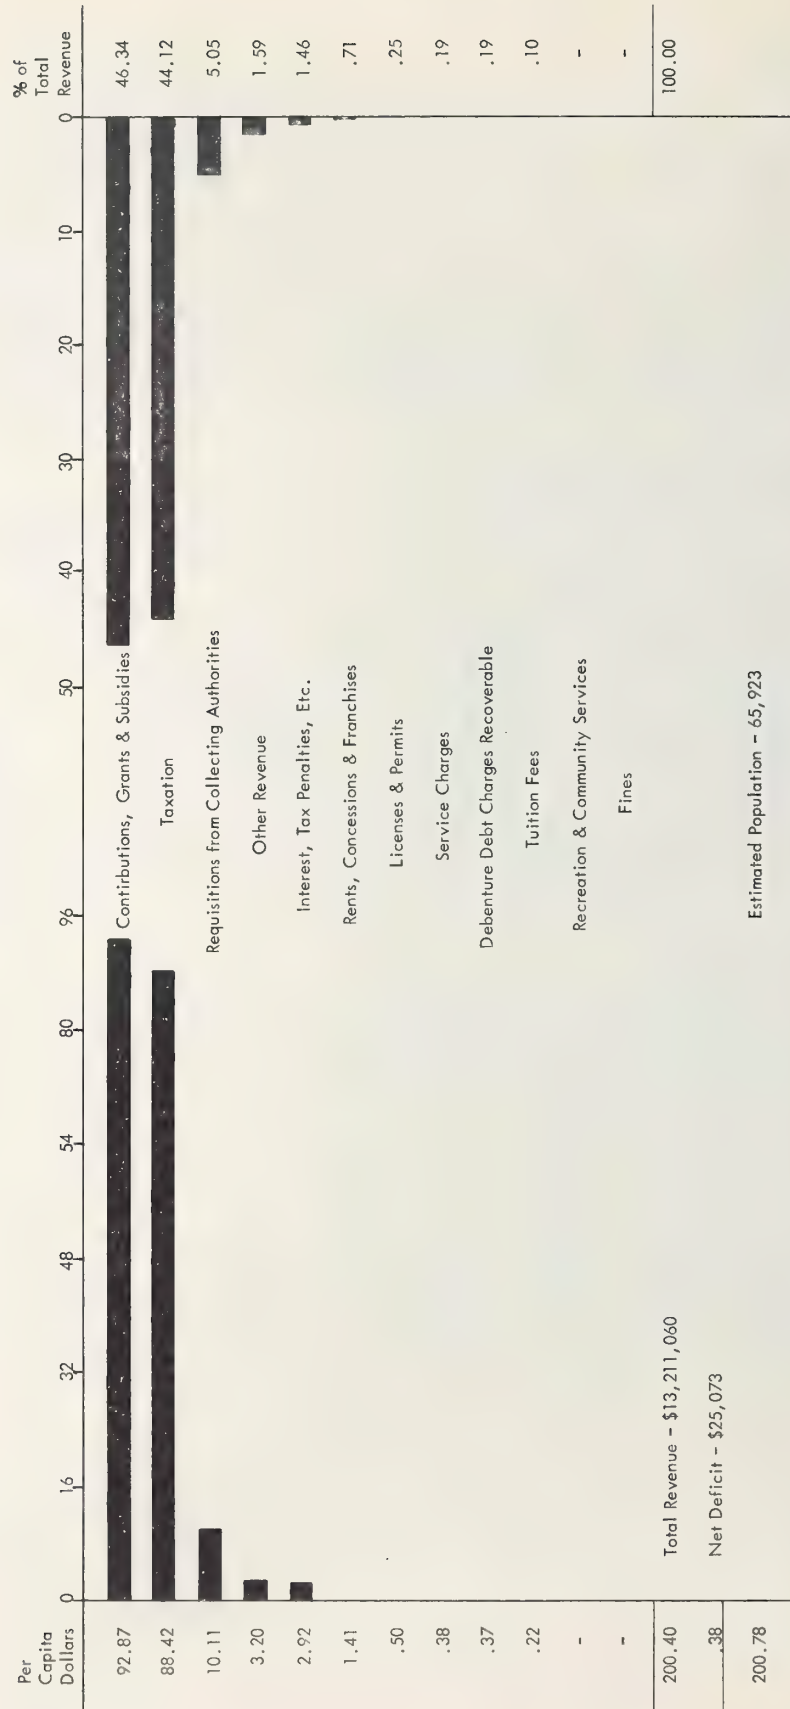 Per
Capita
Dollars
0 16 32 48 54 80 96
50 40 30 20 10 0
% of
Total
Revenue
92.87 Contirbutions, Grants & Subsidies 46.34
88.42 Taxation 44.12
10.11 Requisitions from Collecting Authorities 5.05
3.20 Other Revenue 1.59
2.92 Interest, Tax Penalties, Etc. 1.46
1.41 Rents, Concessions & Franchises .71
.50 Licenses & Permits .25
.38 Service Charges .19
.37 Debenture Debt Charges Recoverable .19
.22 Tuition Fees .10
- Recreation & Community Services -
- Fines -
200.40 Total Revenue - $13,211,060 100.00
.38 Net Deficit - $25,073
200.78 Estimated Population - 65,923